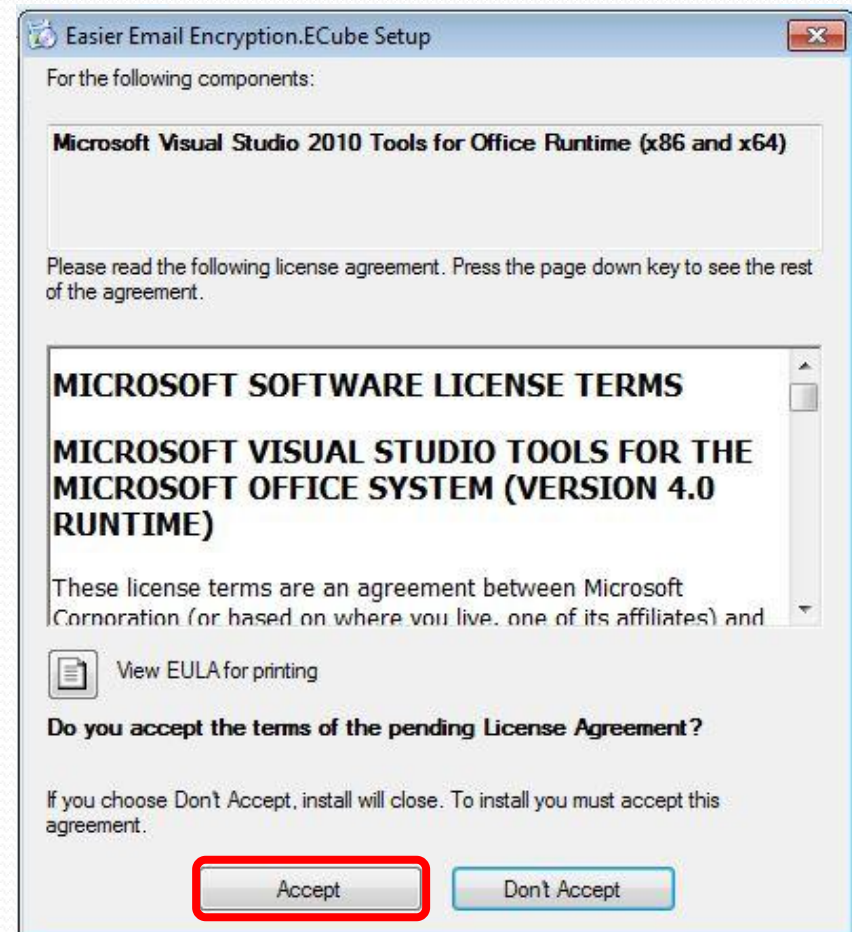 Easier Email Encryption.ECube Setup
For the following components:
Microsoft Visual Studio 2010 Tools for Office Runtime (x86 and x64)
Please read the following license agreement. Press the page down key to see the rest
of the agreement.
MICROSOFT SOFTWARE LICENSE TERMS
MICROSOFT VISUAL STUDIO TOOLS FOR THE
MICROSOFT OFFICE SYSTEM (VERSION 4.0
RUNTIME)
These license terms are an agreement between Microsoft
Corporation (or based on where you live, one of its affiliates) and
View EULA for printing
Do you accept the terms of the pending License Agreement?
If you choose Don't Accept, install will close. To install you must accept this
agreement.
Accept
Don't Accept